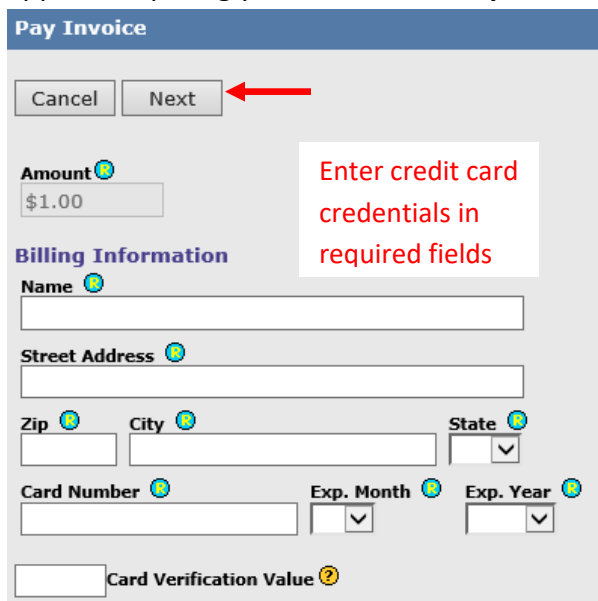 Pay Invoice
Cancel Next
Amount R
$1.00
Enter credit card
credentials in
required fields
Billing Information
Name R
Street Address R
Zip R City R State R
Card Number R Exp. Month R Exp. Year R
Card Verification Value ?